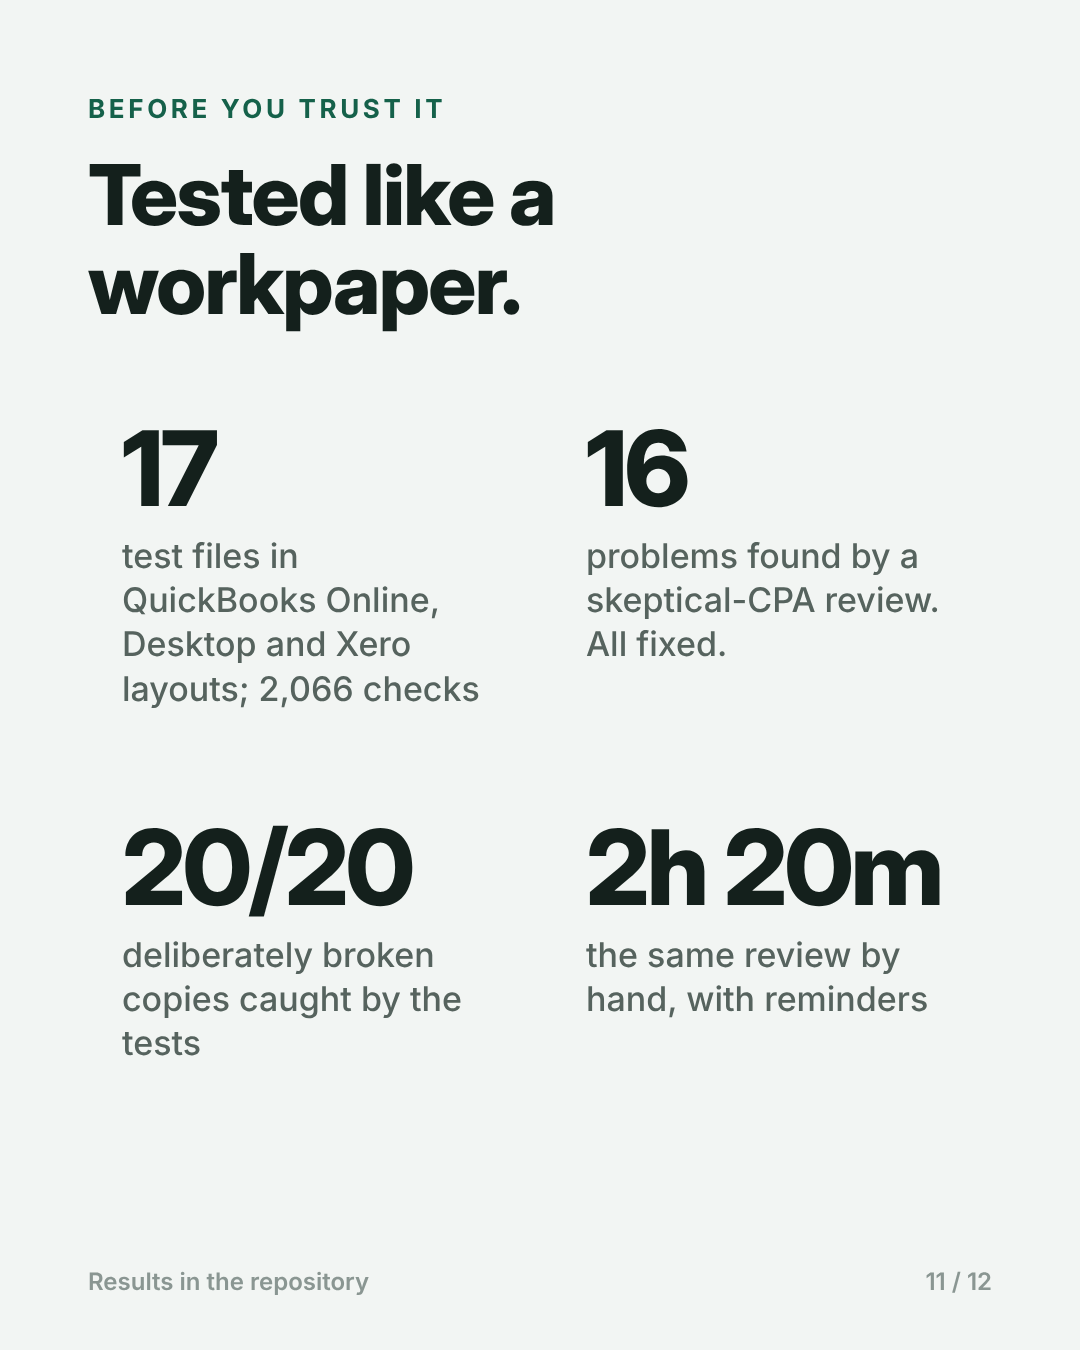 BEFORE YOU TRUST IT
Tested like a
workpaper.
17
test files in
QuickBooks Online,
Desktop and Xero
layouts; 2,066 checks
16
problems found by a
skeptical-CPA review.
All fixed.
20/20
deliberately broken
copies caught by the
tests
2h 20m
the same review by
hand, with reminders
Results in the repository
11 / 12